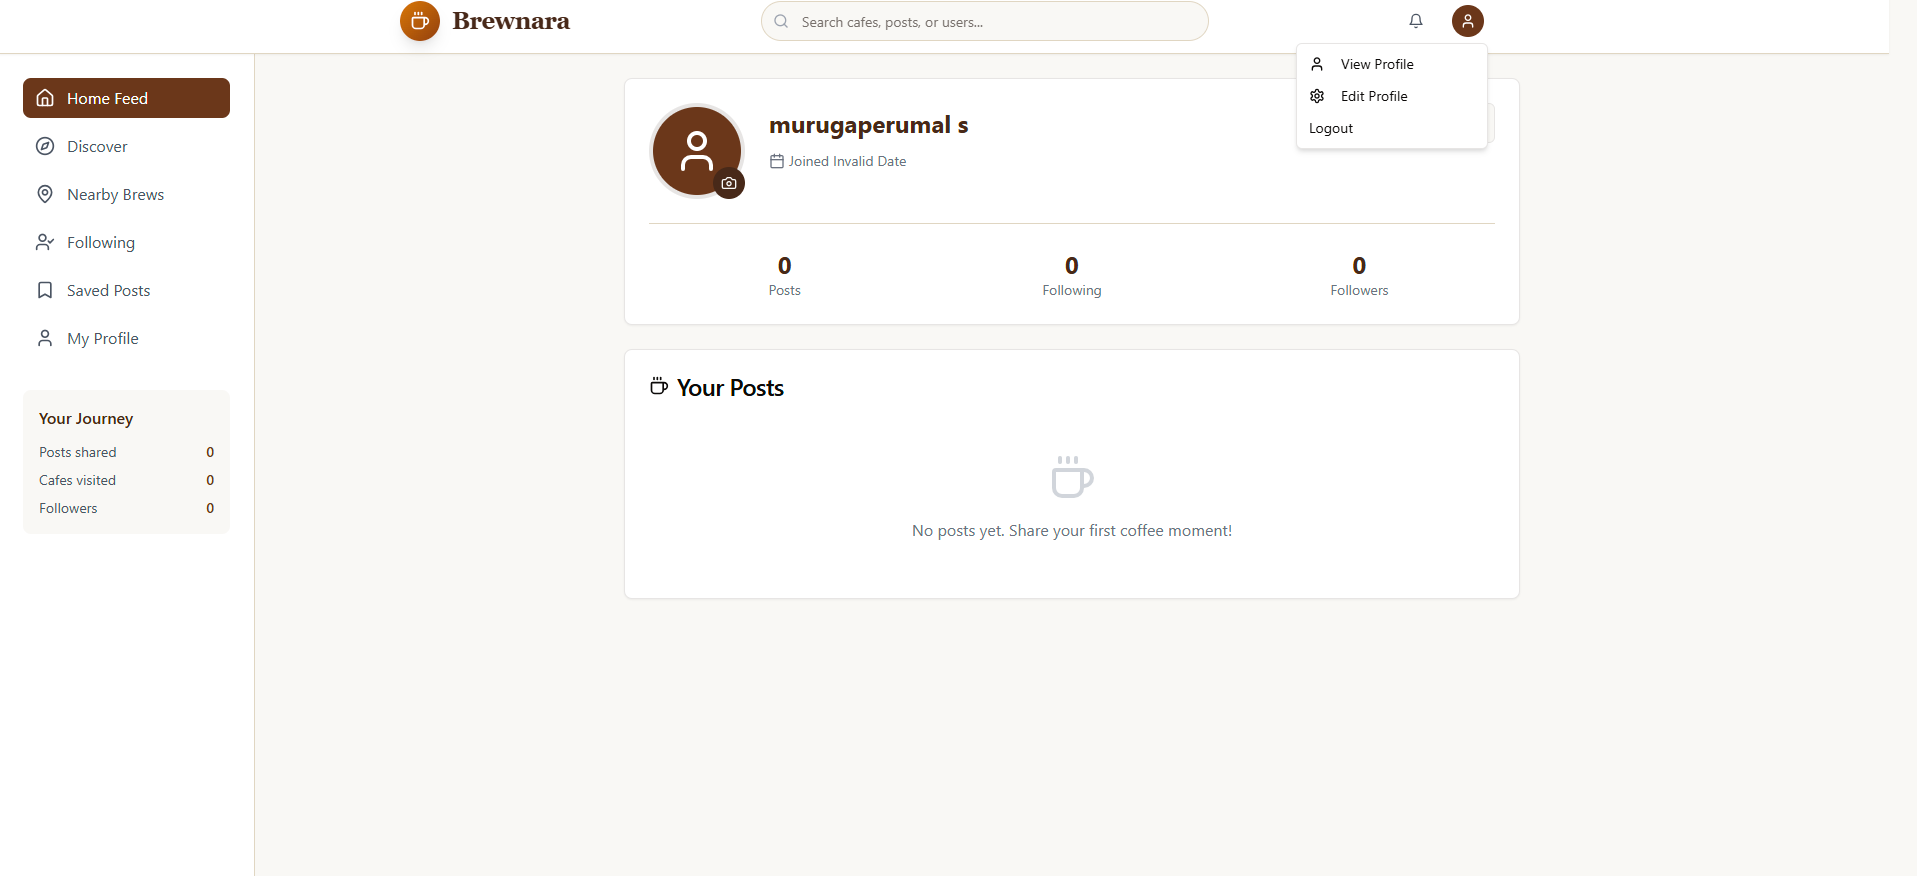 Brewnara
Search cafes, posts, or users...
View Profile
Edit Profile
Logout
Home Feed
Discover
Nearby Brews
Following
Saved Posts
My Profile
Your Journey
Posts shared 0
Cafes visited 0
Followers 0
murugaperumal s
Joined Invalid Date
0
Posts
0
Following
0
Followers
Your Posts
No posts yet. Share your first coffee moment!